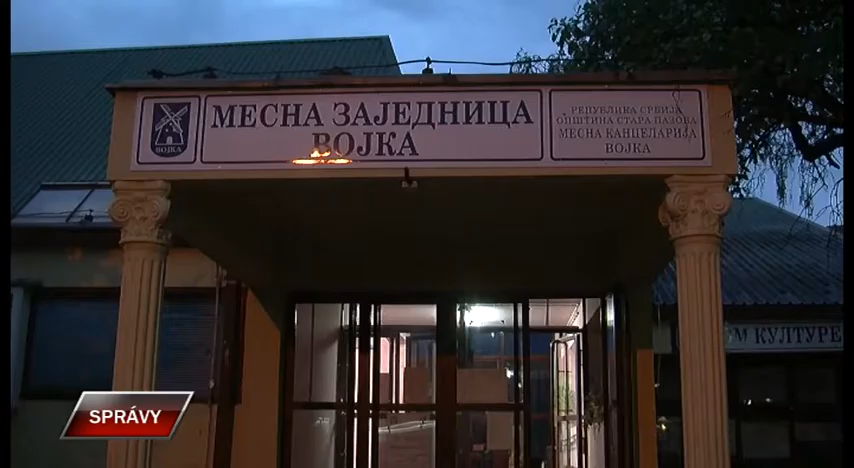 ВОЈКА
МЕСНА ЗАЈЕДНИЦА
ВОЈКА
РЕПУБЛИКА СРБИЈА
ОПШТИНА СТАРА ПАЗОВА
МЕСНА КАНЦЕЛАРИЈА
ВОЈКА
КУЛТУРЕ
SPRÁVY